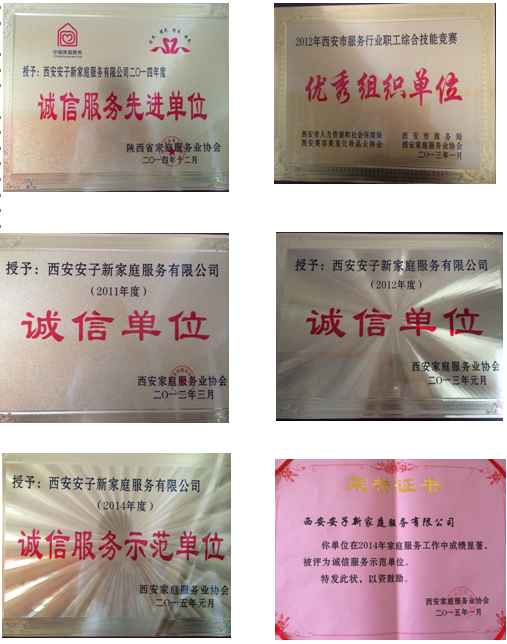 中国家庭服务
授予：西安安子新家庭服务有限公司二〇一四年度
诚信服务先进单位
陕西省家庭服务业协会
二〇一四年十二月
2012年西安市服务行业职工综合技能竞赛
优秀组织单位
西安市人力资源和社会保障局 西安市商务局
西安美容美发化妆品业协会 西安家庭服务业协会
二〇一三年一月
授予：西安安子新家庭服务有限公司
（2011年度）
诚信单位
西安家庭服务业协会
二〇一二年三月
授予：西安安子新家庭服务有限公司
（2012年度）
诚信单位
西安家庭服务业协会
二〇一三年元月
授予：西安安子新家庭服务有限公司
（2014年度）
诚信服务示范单位
西安家庭服务业协会
二〇一五年元月
荣誉证书
西安安子新家庭服务有限公司
你单位在2014年家庭服务工作中成绩显著，
被评为诚信服务示范单位。
特发此状，以资鼓励。
西安家庭服务业协会
二〇一五年一月